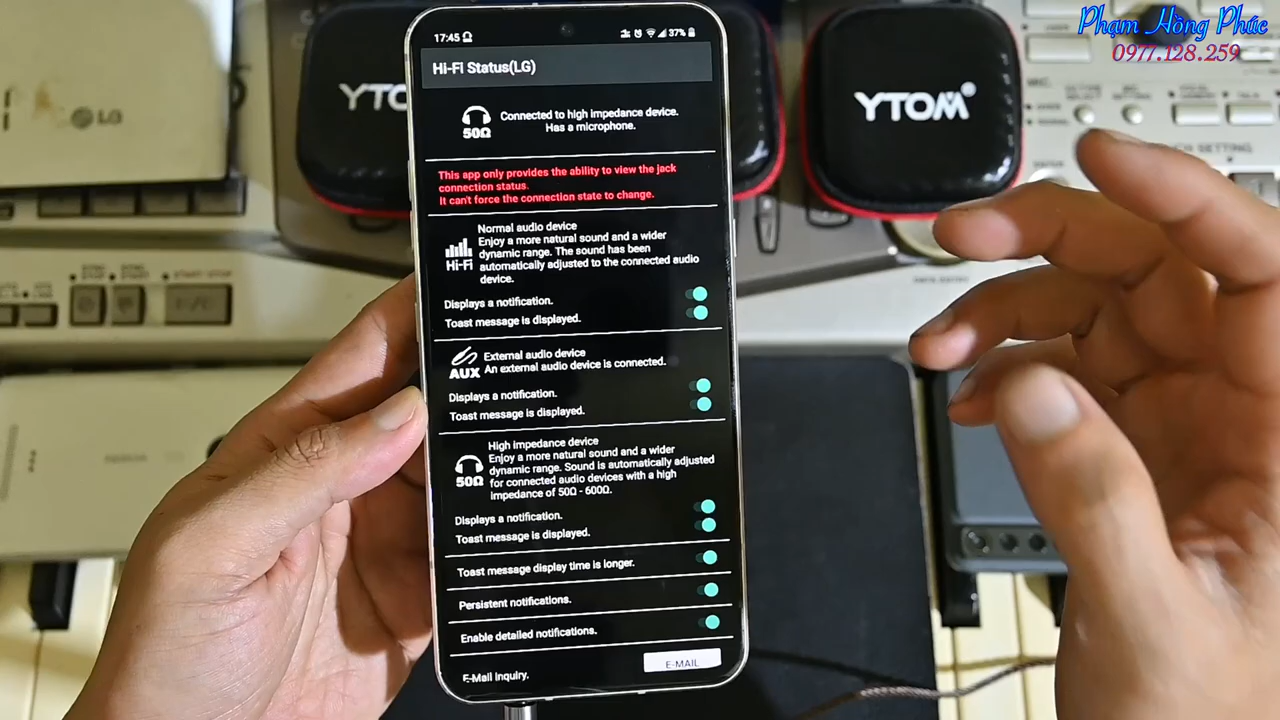 Phạm Hồng Phúc
0977.128.259
17:45
37%
Hi-Fi Status(LG)
50Ω
Connected to high impedance device.
Has a microphone.
This app only provides the ability to view the jack
connection status.
It can't force the connection state to change.
Normal audio device
Enjoy a more natural sound and a wider
dynamic range. The sound has been
automatically adjusted to the connected audio
device.
Hi-Fi
Displays a notification.
Toast message is displayed.
External audio device
An external audio device is connected.
AUX
Displays a notification.
Toast message is displayed.
High impedance device
Enjoy a more natural sound and a wider
dynamic range. Sound is automatically adjusted
for connected audio devices with a high
impedance of 50Ω - 600Ω.
50Ω
Displays a notification.
Toast message is displayed.
Toast message display time is longer.
Persistent notifications.
Enable detailed notifications.
E-Mail Inquiry.
E-MAIL
LG
YTO
YTOM®
START/STOP